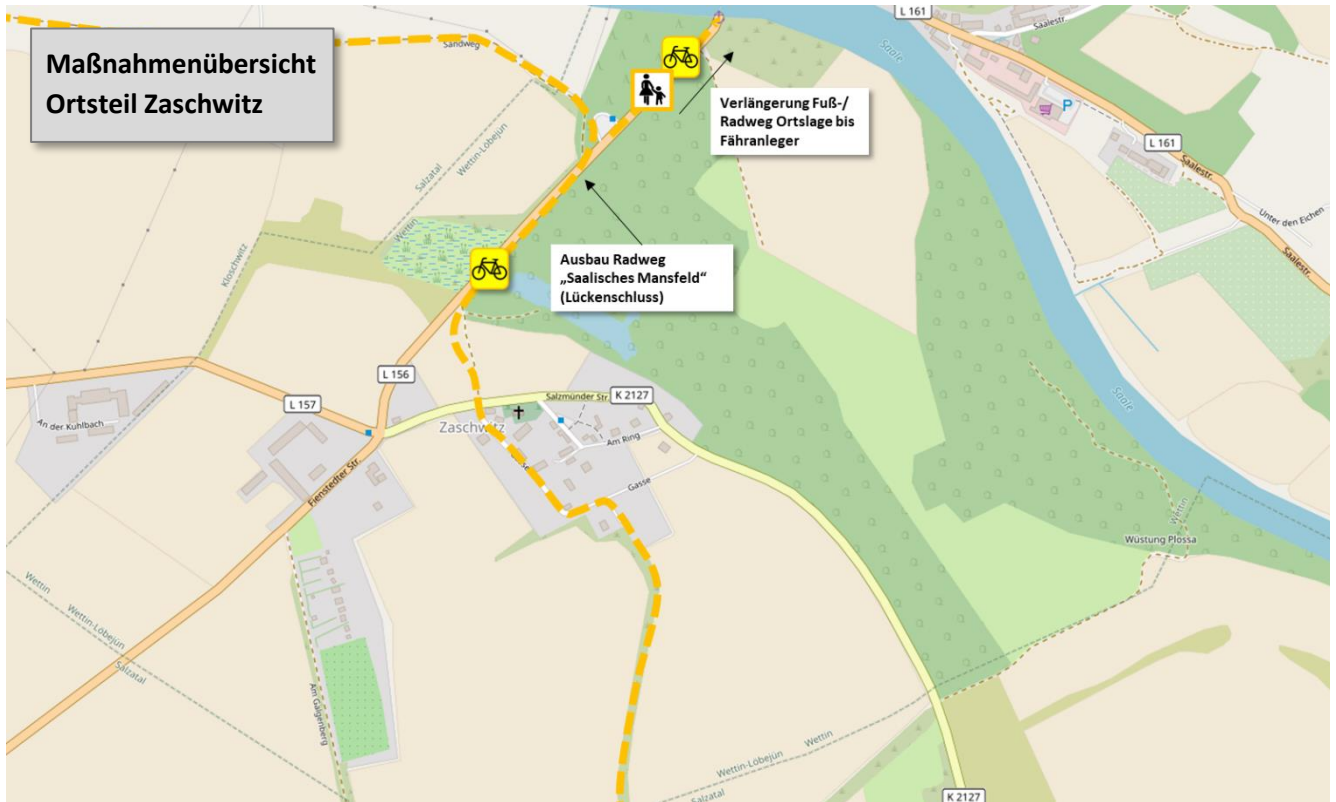 Maßnahmenübersicht
Ortsteil Zaschwitz
Sandweg
L 161
Saalestr.
Saale
P
L 161
Saalestr.
Unter den Eichen
Saalestr.
Verlängerung Fuß-/
Radweg Ortslage bis
Fähranleger
Salzatal
Wettin-Löbejün
Wettin
Kloschwitz
Ausbau Radweg
„Saalisches Mansfeld“
(Lückenschluss)
Saale
L 156
L 157
An der Kuhlbach
Salzmünder Str.
K 2127
Zaschwitz
Am Ring
Gasse
Gasse
Fienstedter Str.
Wettin
Wüstung Plossa
Wettin
Wettin-Löbejün
Salzatal
Am Galgenberg
Wettin
Wettin-Löbejün
Salzatal
K 2127